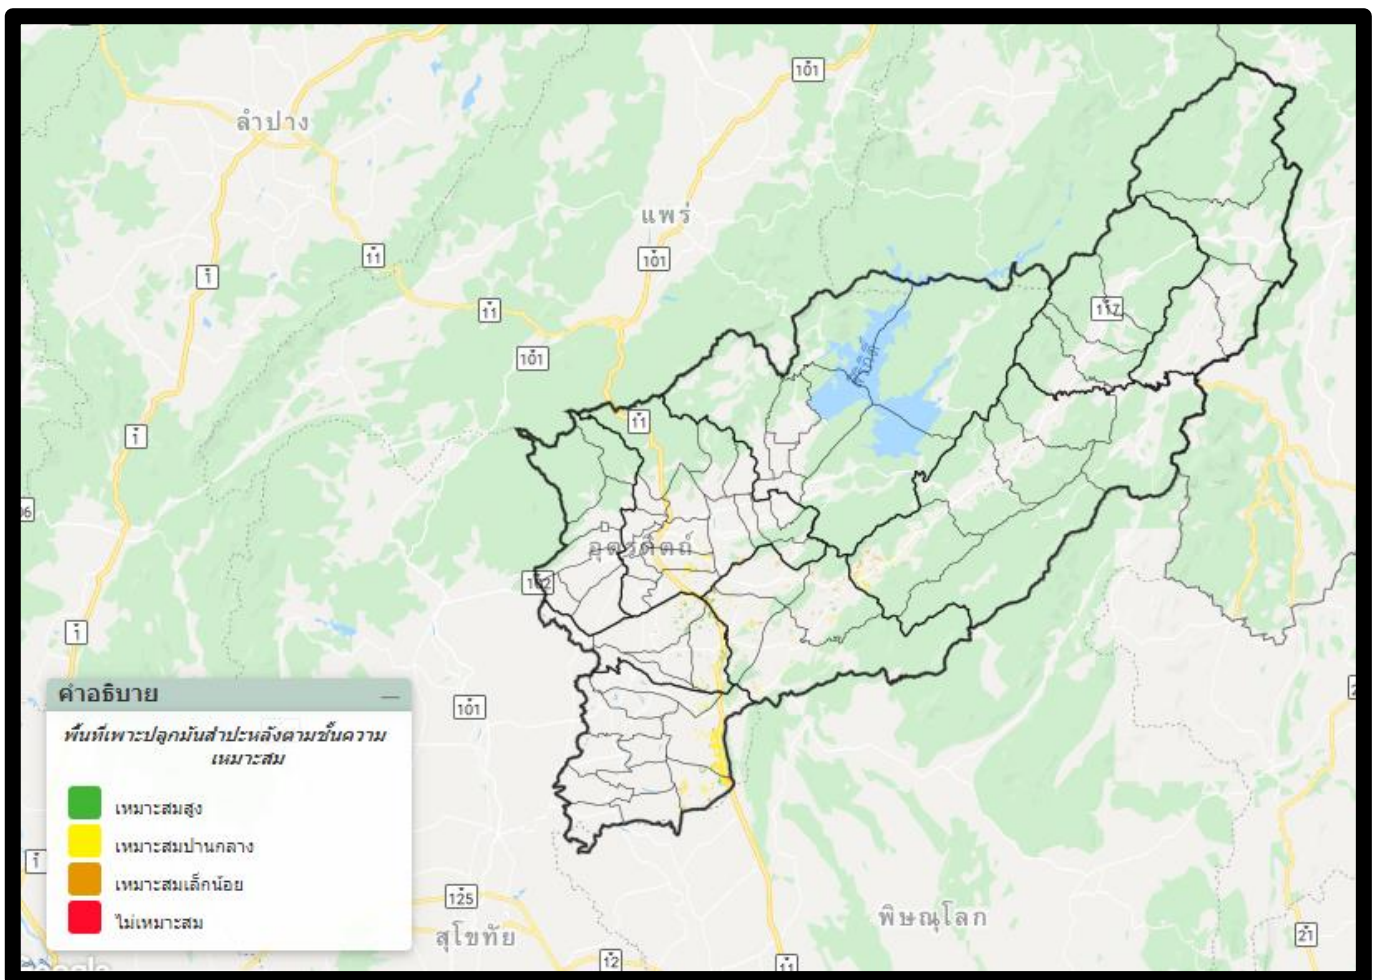 101
ลำปาง
แพร่
11
101
1
11
101
117
สิริกิติ์
11
1
อุตรดิตถ์
102
1
คำอธิบาย
พื้นที่เพาะปลูกมันสำปะหลังตามชั้นความ
เหมาะสม
เหมาะสมสูง
เหมาะสมปานกลาง
เหมาะสมเล็กน้อย
ไม่เหมาะสม
101
1
125
สุโขทัย
พิษณุโลก
21
12
11